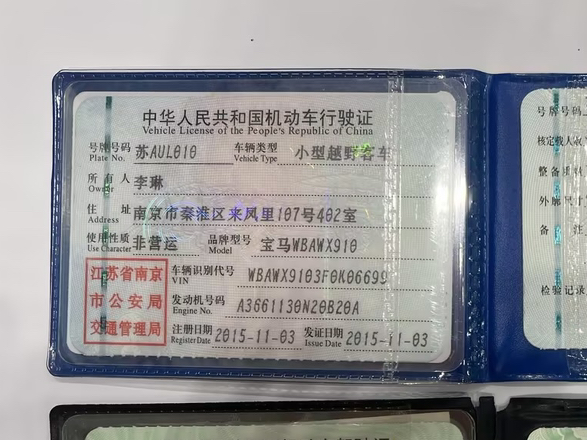 中华人民共和国机动车行驶证
Vehicle License of the People's Republic of China
号牌号码 苏AUL010 车辆类型 小型越野客车
Plate No. Vehicle Type
所有人 李琳
Owner
住址 南京市秦淮区来凤里107号402室
Address
使用性质 非营运 品牌型号 宝马WBAWX910
Use Character Model
江苏省南京
市公安局
交通管理局
车辆识别代号 WBAWX9103F0K06699
VIN
发动机号码 A3661130N20B20A
Engine No.
注册日期 2015-11-03 发证日期 2015-11-03
Register Date Issue Date
号牌号码
核定载人
整备质
外廓尺
备注
检验记录